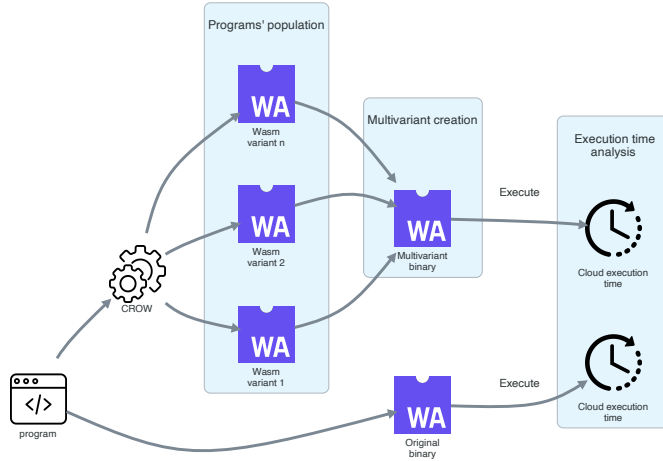 Programs' population
WA
Wasm
variant n
WA
Wasm
variant 2
WA
Wasm
variant 1
CROW
</>
program
Multivariant creation
WA
Multivariant
binary
WA
Original
binary
Execute
Execute
Execution time
analysis
Cloud execution
time
Cloud execution
time